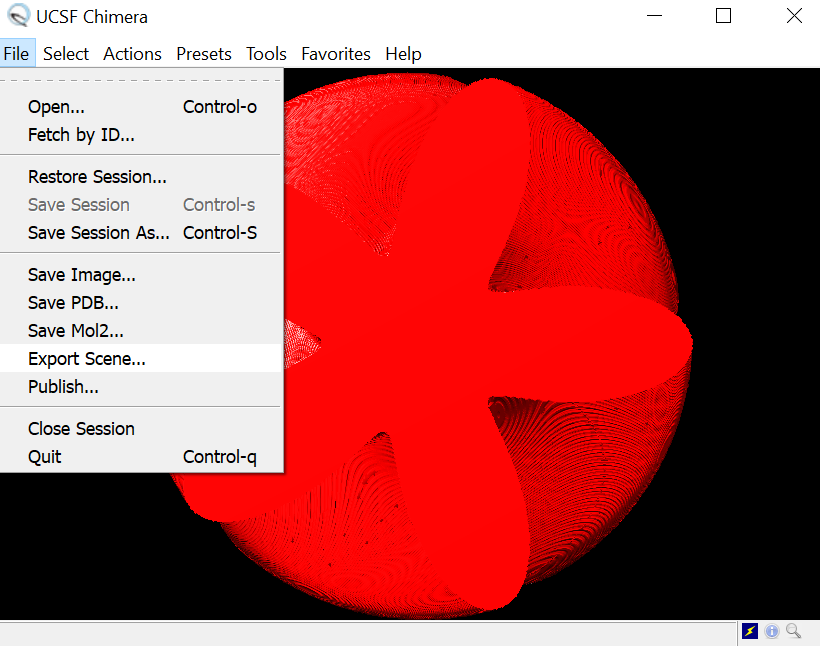 UCSF Chimera
File Select Actions Presets Tools Favorites Help
Open... Control-o
Fetch by ID...
Restore Session...
Save Session Control-s
Save Session As... Control-S
Save Image...
Save PDB...
Save Mol2...
Export Scene...
Publish...
Close Session
Quit Control-q